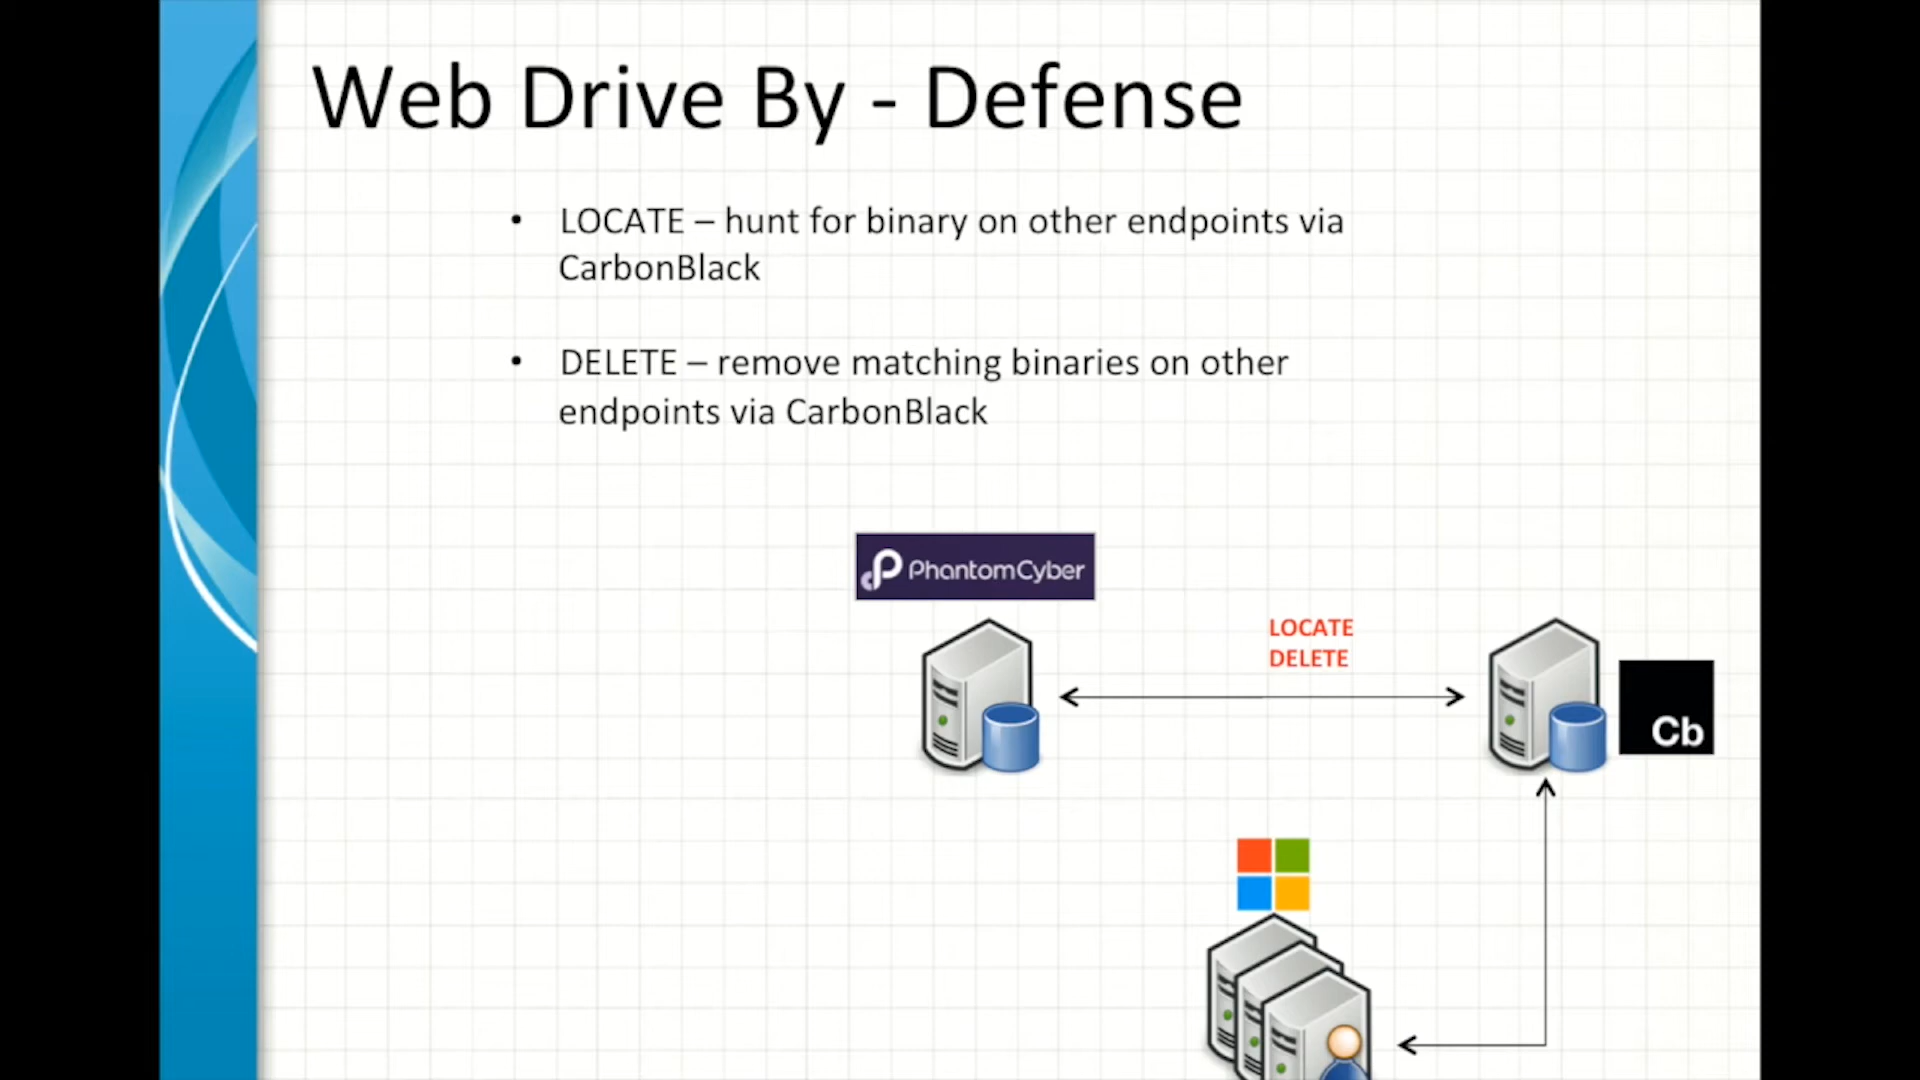 Web Drive By - Defense
• LOCATE – hunt for binary on other endpoints via
CarbonBlack
• DELETE – remove matching binaries on other
endpoints via CarbonBlack
PhantomCyber
LOCATE
DELETE
Cb